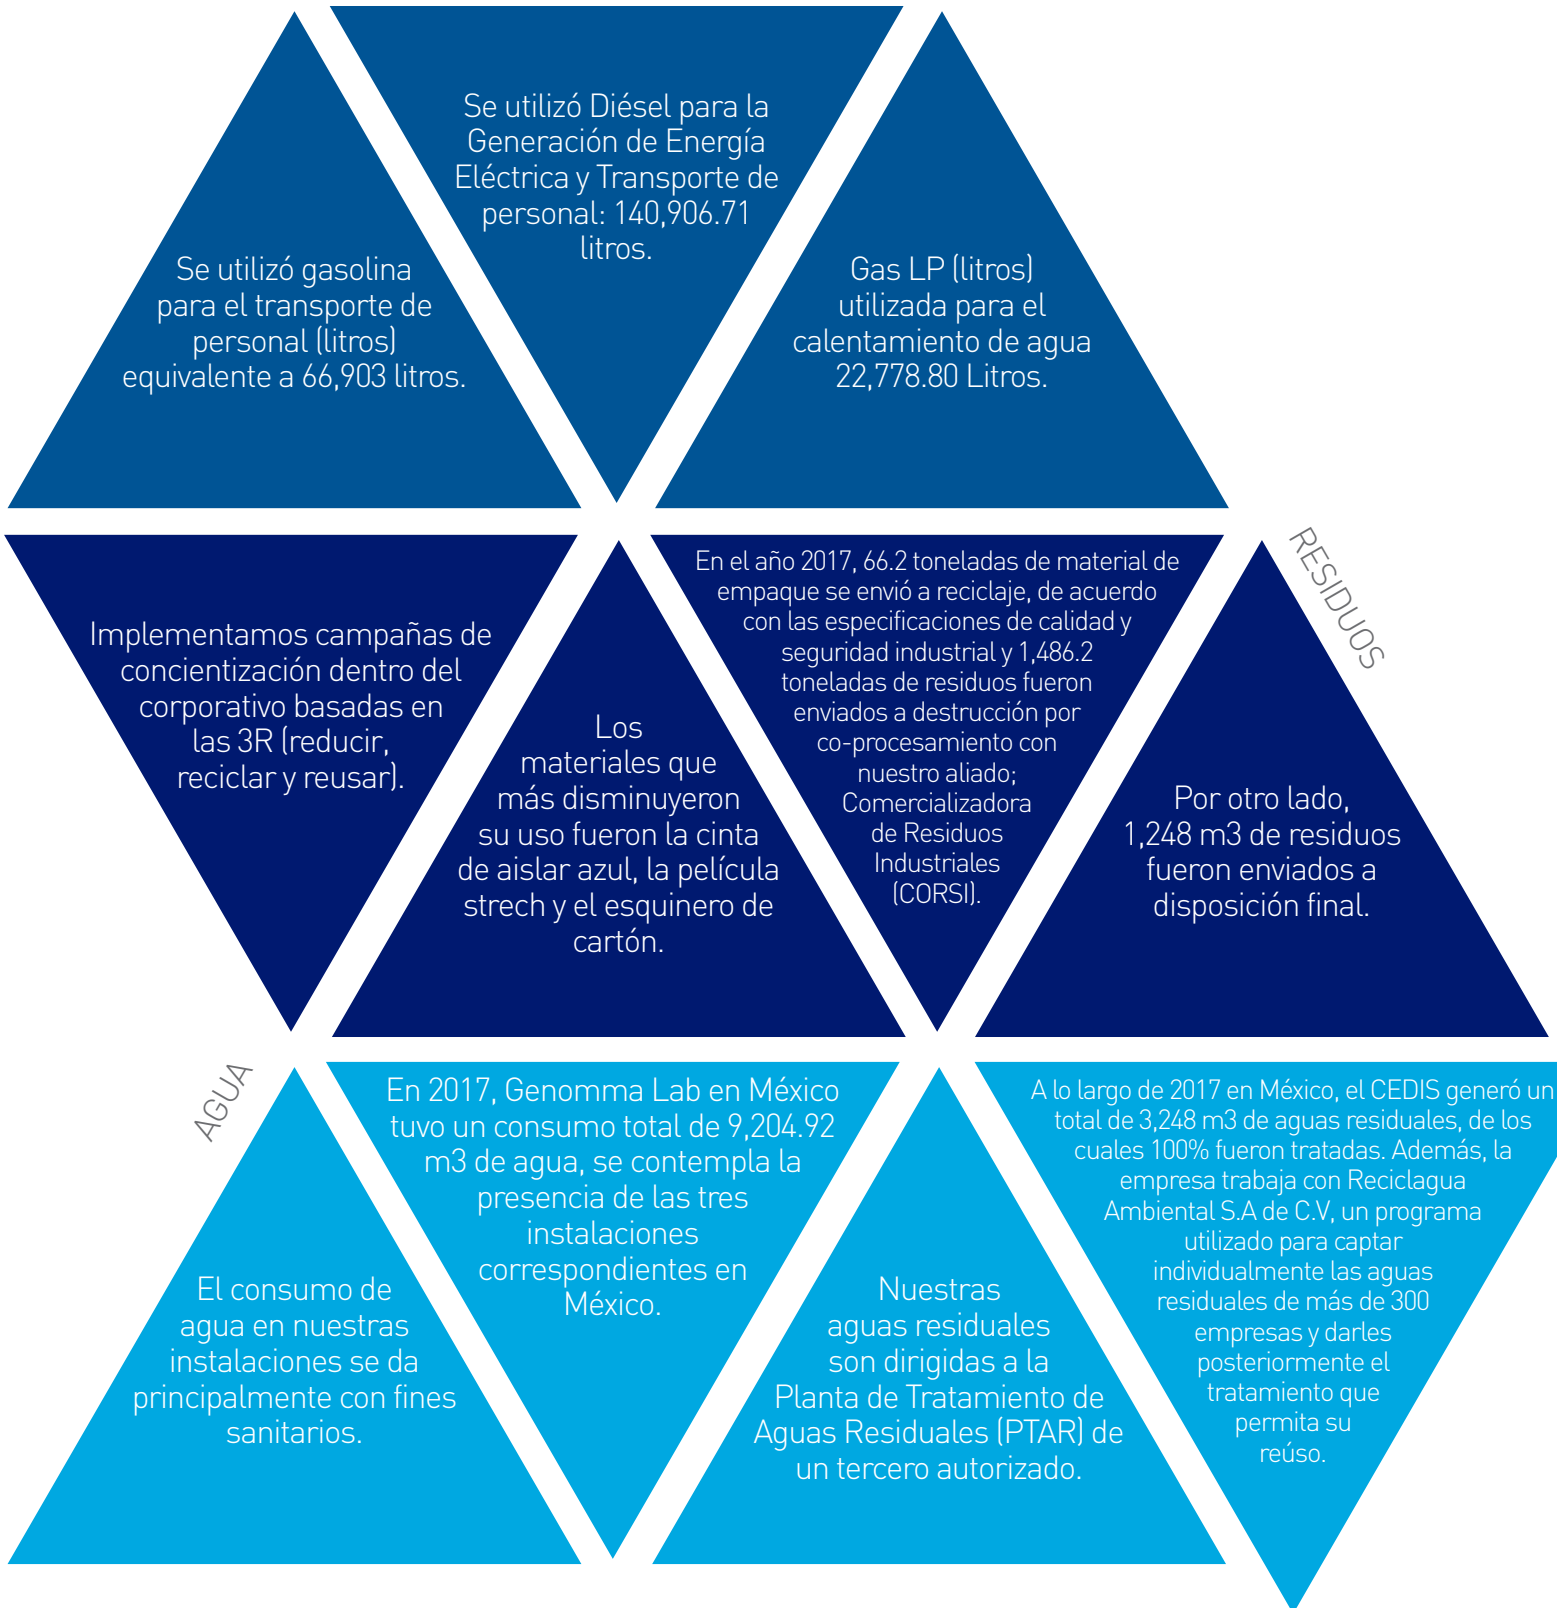 Se utilizó gasolina
para el transporte de
personal (litros)
equivalente a 66,903 litros.
Se utilizó Diésel para la
Generación de Energía
Eléctrica y Transporte de
personal: 140,906.71
litros.
Gas LP (litros)
utilizada para el
calentamiento de agua
22,778.80 Litros.
RESIDUOS
Implementamos campañas de
concientización dentro del
corporativo basadas en
las 3R (reducir,
reciclar y reusar).
Los
materiales que
más disminuyeron
su uso fueron la cinta
de aislar azul, la película
strech y el esquinero de
cartón.
En el año 2017, 66.2 toneladas de material de
empaque se envió a reciclaje, de acuerdo
con las especificaciones de calidad y
seguridad industrial y 1,486.2
toneladas de residuos fueron
enviados a destrucción por
co-procesamiento con
nuestro aliado;
Comercializadora
de Residuos
Industriales
(CORSI).
Por otro lado,
1,248 m3 de residuos
fueron enviados a
disposición final.
AGUA
El consumo de
agua en nuestras
instalaciones se da
principalmente con fines
sanitarios.
En 2017, Genomma Lab en México
tuvo un consumo total de 9,204.92
m3 de agua, se contempla la
presencia de las tres
instalaciones
correspondientes en
México.
Nuestras
aguas residuales
son dirigidas a la
Planta de Tratamiento de
Aguas Residuales (PTAR) de
un tercero autorizado.
A lo largo de 2017 en México, el CEDIS generó un
total de 3,248 m3 de aguas residuales, de los
cuales 100% fueron tratadas. Además, la
empresa trabaja con Reciclagua
Ambiental S.A de C.V, un programa
utilizado para captar
individualmente las aguas
residuales de más de 300
empresas y darles
posteriormente el
tratamiento que
permita su
reúso.